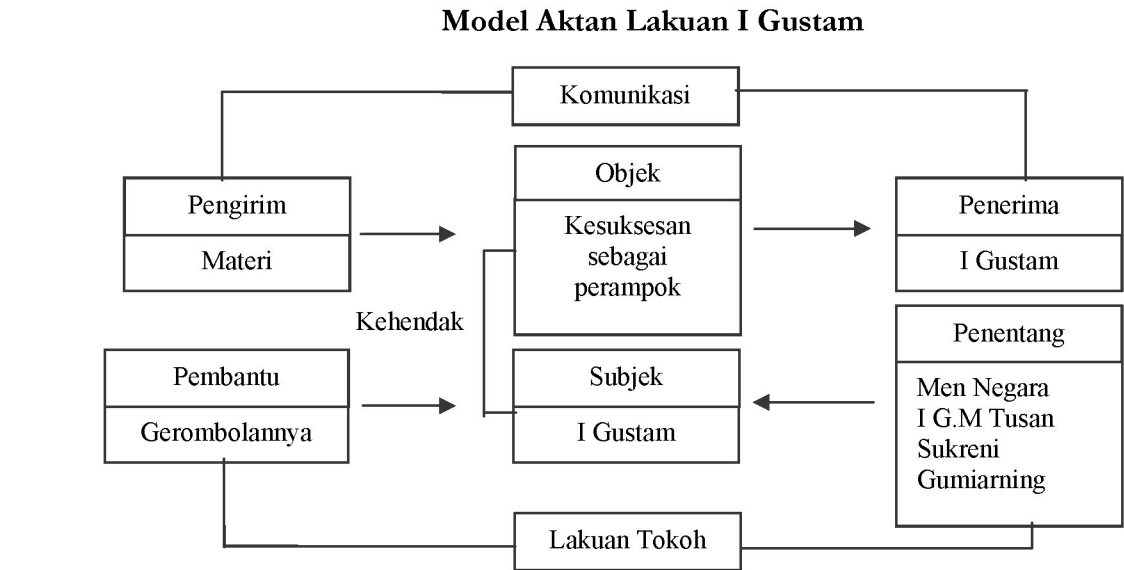 Model Aktan Lakuan I Gustam
Komunikasi
Pengirim
Materi
Objek
Kesuksesan
sebagai
perampok
Penerima
I Gustam
Kehendak
Pembantu
Gerombolannya
Subjek
I Gustam
Penentang
Men Negara
I G.M Tusan
Sukreni
Gumiarning
Lakuan Tokoh